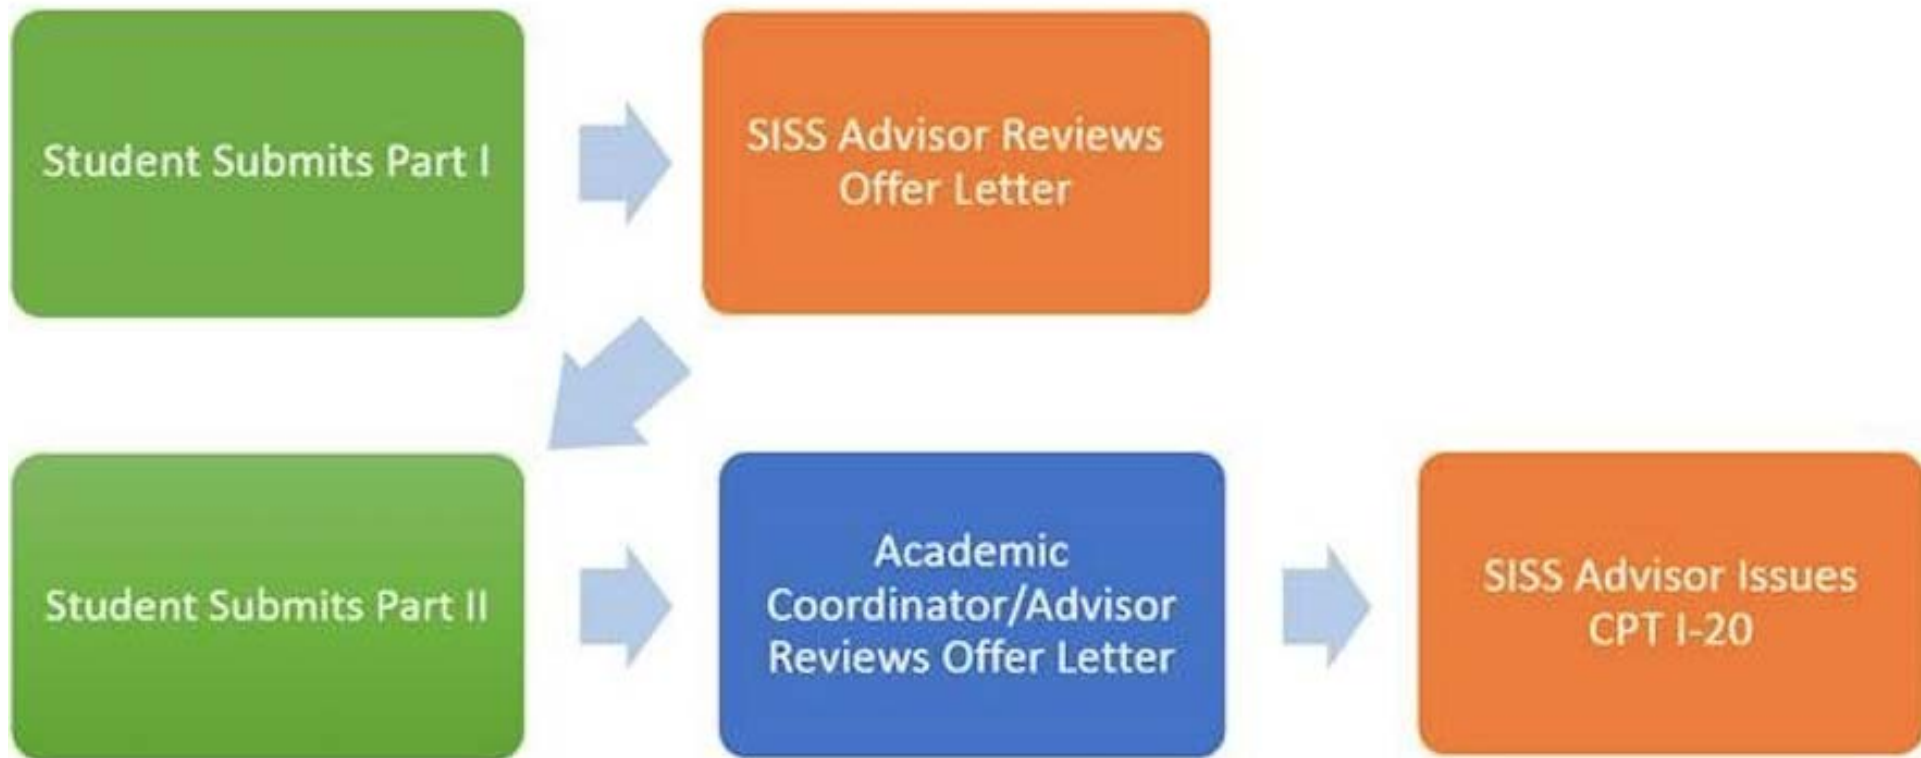 Student Submits Part I
SISS Advisor Reviews
Offer Letter
Student Submits Part II
Academic
Coordinator/Advisor
Reviews Offer Letter
SISS Advisor Issues
CPT I-20